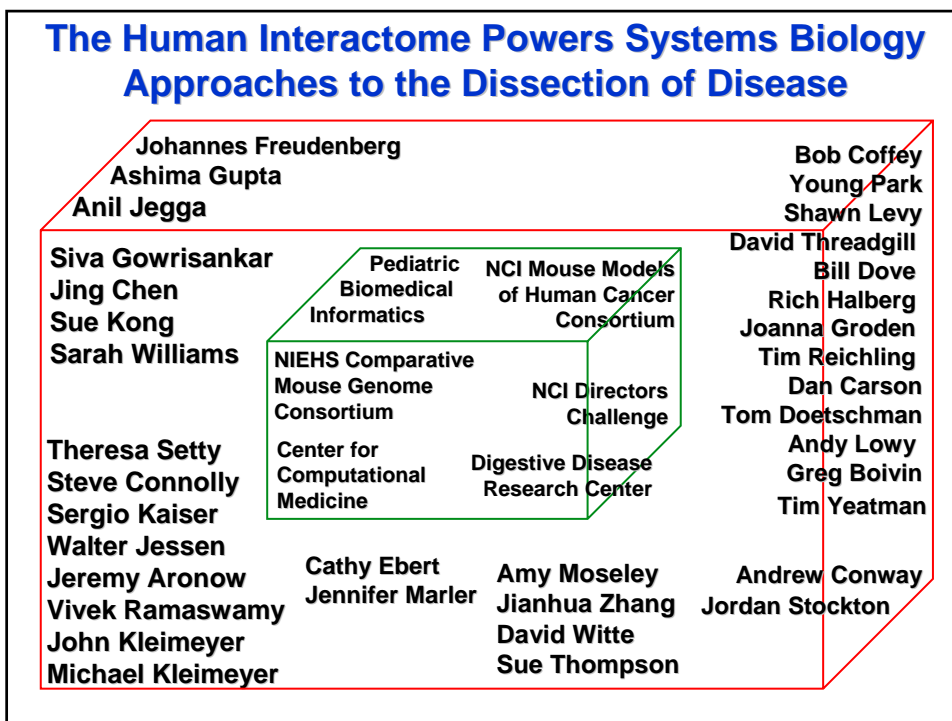 The Human Interactome Powers Systems Biology
Approaches to the Dissection of Disease
Johannes Freudenberg
Ashima Gupta
Anil Jegga
Siva Gowrisankar
Jing Chen
Sue Kong
Sarah Williams
Theresa Setty
Steve Connolly
Sergio Kaiser
Walter Jessen
Jeremy Aronow
Vivek Ramaswamy
John Kleimeyer
Michael Kleimeyer
Pediatric
Biomedical
Informatics
NCI Mouse Models
of Human Cancer
Consortium
NIEHS Comparative
Mouse Genome
Consortium
NCI Directors
Challenge
Center for
Computational
Medicine
Digestive Disease
Research Center
Cathy Ebert
Jennifer Marler
Amy Moseley
Jianhua Zhang
David Witte
Sue Thompson
Bob Coffey
Young Park
Shawn Levy
David Threadgill
Bill Dove
Rich Halberg
Joanna Groden
Tim Reichling
Dan Carson
Tom Doetschman
Andy Lowy
Greg Boivin
Tim Yeatman
Andrew Conway
Jordan Stockton